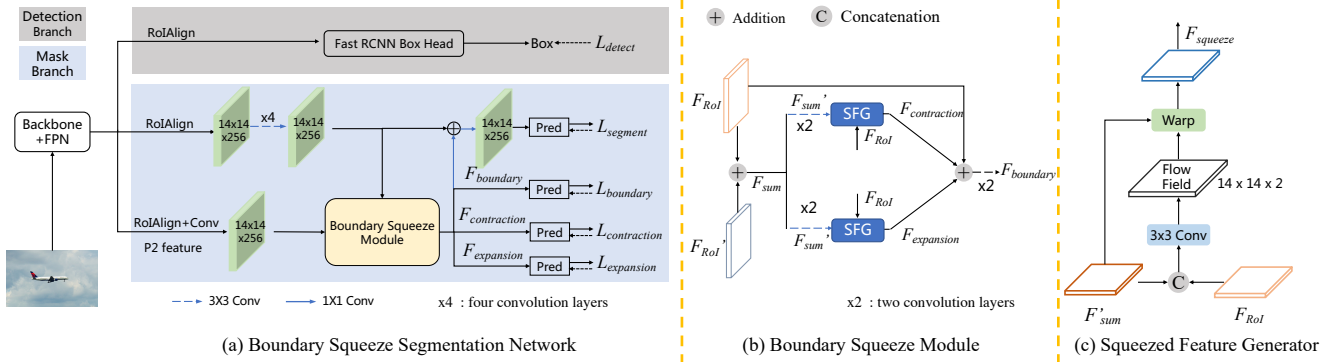 Detection
Branch
Mask
Branch
RoIAlign
Fast RCNN Box Head
Box
L_detect
Backbone
+FPN
RoIAlign
14x14
x256
x4
14x14
x256
14x14
x256
Pred
L_segment
F_boundary
Pred
L_boundary
RoIAlign+Conv
P2 feature
14x14
x256
Boundary Squeeze
Module
F_contraction
Pred
L_contraction
F_expansion
Pred
L_expansion
3X3 Conv
1X1 Conv
x4 : four convolution layers
(a) Boundary Squeeze Segmentation Network
+ Addition
C Concatenation
F_RoI
F_sum'
x2
SFG
F_RoI
F_contraction
+
F_sum
+
x2
F_boundary
F_RoI'
x2
F_sum'
F_RoI
SFG
F_expansion
x2 : two convolution layers
(b) Boundary Squeeze Module
F_squeeze
Warp
Flow
Field
14 x 14 x 2
3x3 Conv
C
F'_sum
F_RoI
(c) Squeezed Feature Generator